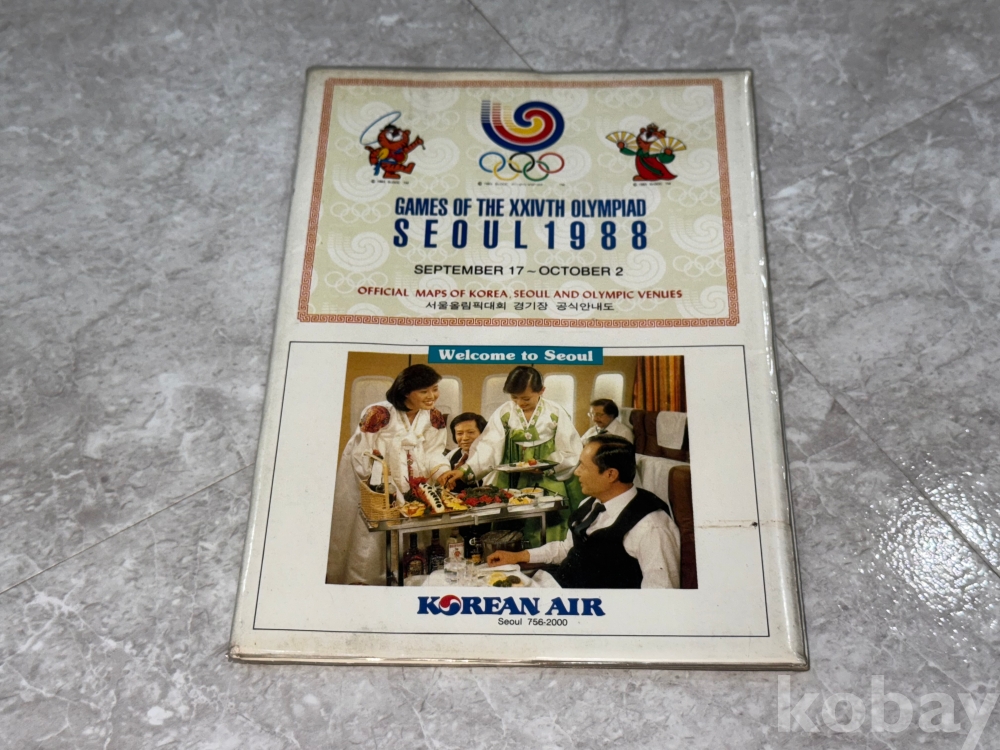 GAMES OF THE XXIVTH OLYMPIAD
SEOUL 1988
SEPTEMBER 17~OCTOBER 2
OFFICIAL MAPS OF KOREA, SEOUL AND OLYMPIC VENUES
서울올림픽대회 경기장 공식안내도
Welcome to Seoul
KOREAN AIR
Seoul 756-2000
kobay